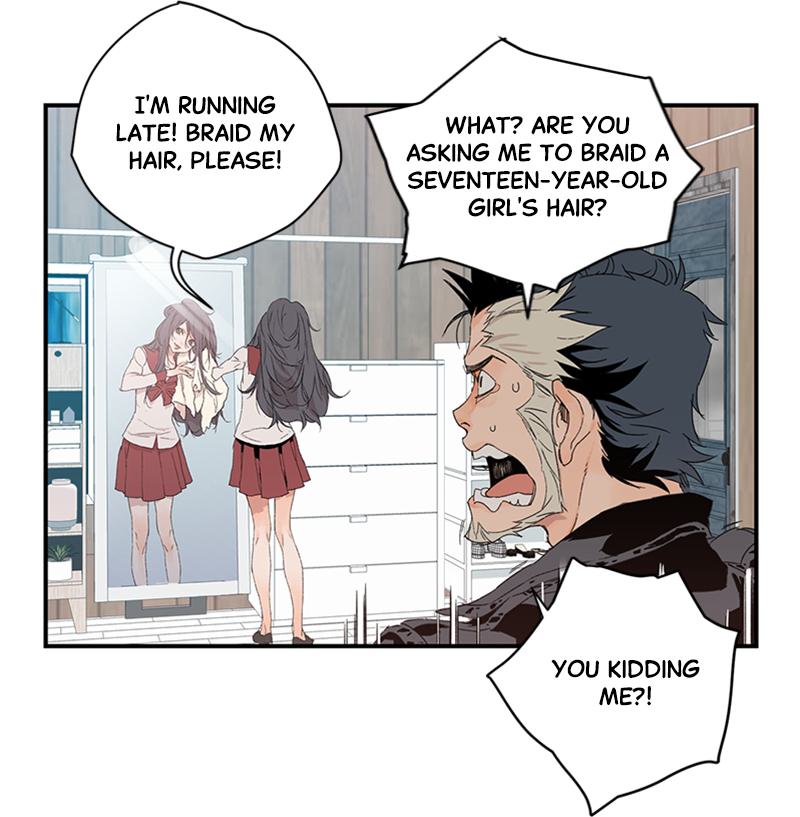 I'M RUNNING
LATE! BRAID MY
HAIR, PLEASE!
WHAT? ARE YOU
ASKING ME TO BRAID A
SEVENTEEN-YEAR-OLD
GIRL'S HAIR?
YOU KIDDING
ME?!